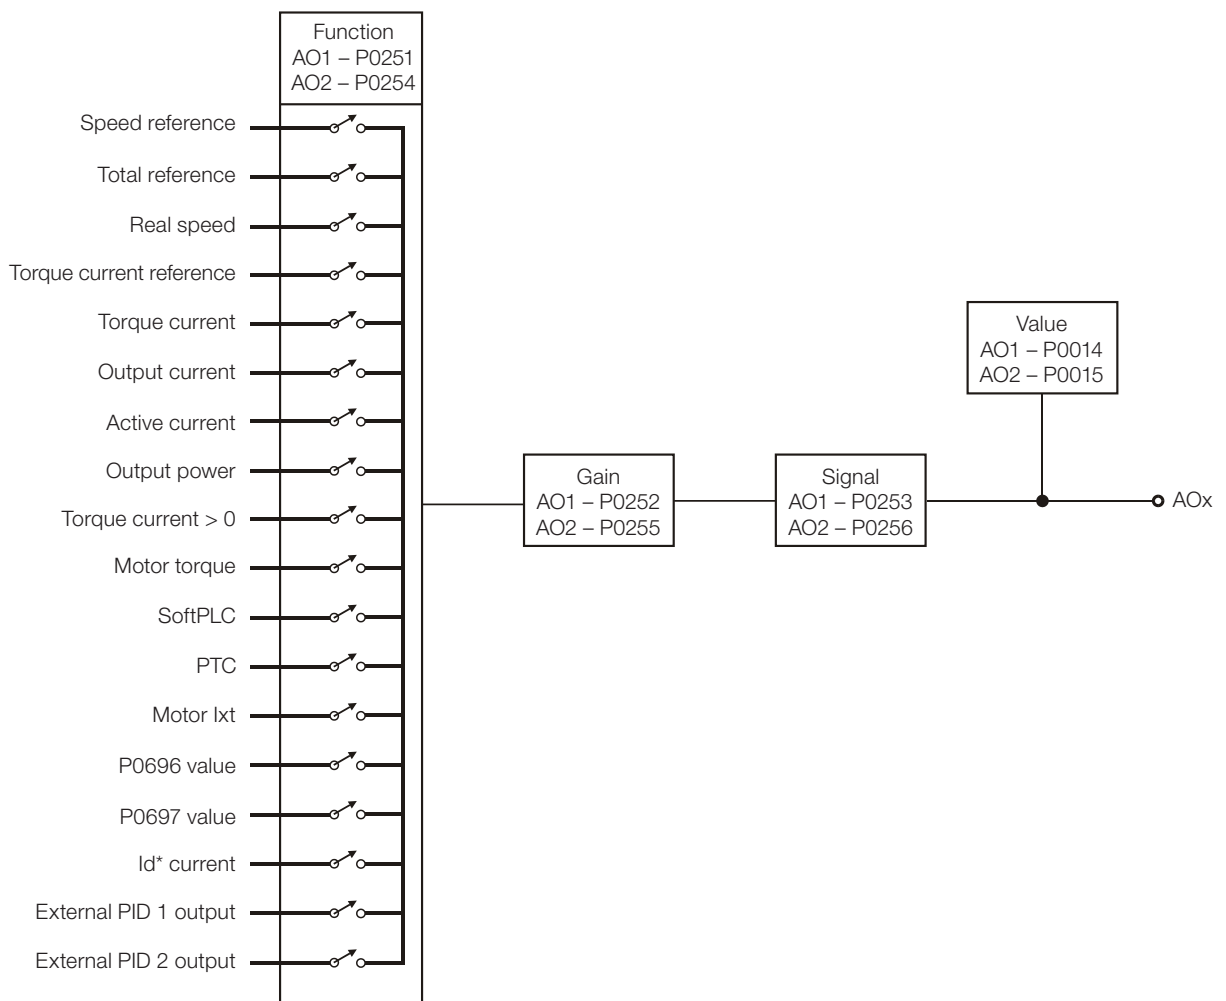 Function
AO1 – P0251
AO2 – P0254
Speed reference
Total reference
Real speed
Torque current reference
Torque current
Output current
Active current
Output power
Torque current > 0
Motor torque
SoftPLC
PTC
Motor Ixt
P0696 value
P0697 value
Id* current
External PID 1 output
External PID 2 output
Gain
AO1 – P0252
AO2 – P0255
Signal
AO1 – P0253
AO2 – P0256
Value
AO1 – P0014
AO2 – P0015
AOx